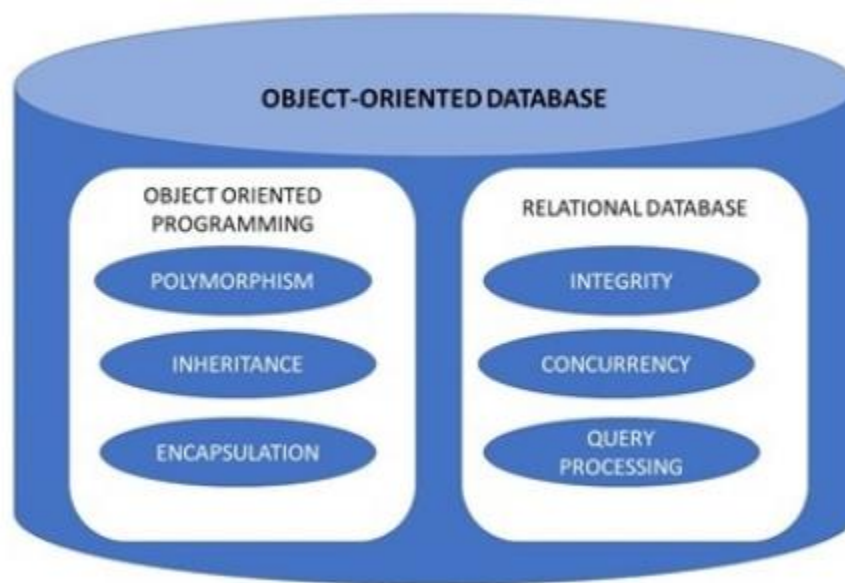 OBJECT-ORIENTED DATABASE
OBJECT ORIENTED
PROGRAMMING
POLYMORPHISM
INHERITANCE
ENCAPSULATION
RELATIONAL DATABASE
INTEGRITY
CONCURRENCY
QUERY
PROCESSING